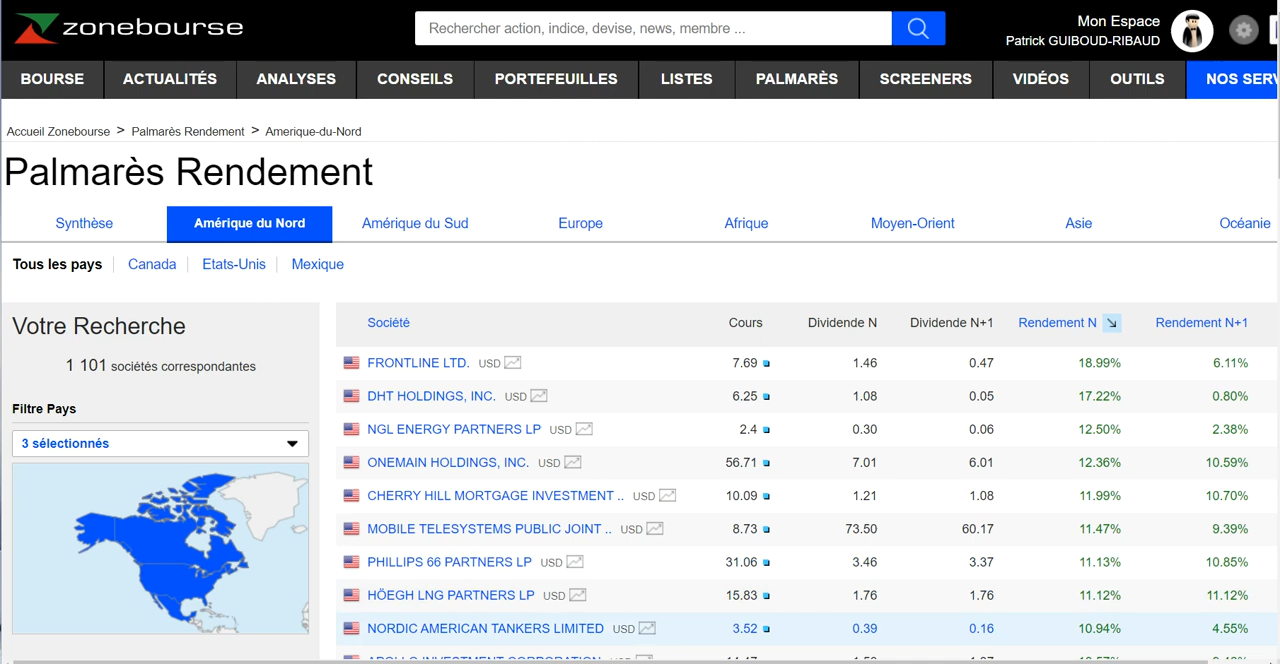 zonebourse
Rechercher action, indice, devise, news, membre ...
Mon Espace
Patrick GUIBOUD-RIBAUD
BOURSE ACTUALITÉS ANALYSES CONSEILS PORTEFEUILLES LISTES PALMARÈS SCREENERS VIDÉOS OUTILS NOS SERV
Accueil Zonebourse > Palmarès Rendement > Amerique-du-Nord
Palmarès Rendement
Synthèse Amérique du Nord Amérique du Sud Europe Afrique Moyen-Orient Asie Océanie
Tous les pays Canada Etats-Unis Mexique
Votre Recherche
1 101 sociétés correspondantes
Filtre Pays
3 sélectionnés
Société Cours Dividende N Dividende N+1 Rendement N Rendement N+1
FRONTLINE LTD. USD 7.69 1.46 0.47 18.99% 6.11%
DHT HOLDINGS, INC. USD 6.25 1.08 0.05 17.22% 0.80%
NGL ENERGY PARTNERS LP USD 2.4 0.30 0.06 12.50% 2.38%
ONEMAIN HOLDINGS, INC. USD 56.71 7.01 6.01 12.36% 10.59%
CHERRY HILL MORTGAGE INVESTMENT .. USD 10.09 1.21 1.08 11.99% 10.70%
MOBILE TELESYSTEMS PUBLIC JOINT .. USD 8.73 73.50 60.17 11.47% 9.39%
PHILLIPS 66 PARTNERS LP USD 31.06 3.46 3.37 11.13% 10.85%
HÖEGH LNG PARTNERS LP USD 15.83 1.76 1.76 11.12% 11.12%
NORDIC AMERICAN TANKERS LIMITED USD 3.52 0.39 0.16 10.94% 4.55%
APOLLO INVESTMENT CORPORATION USD